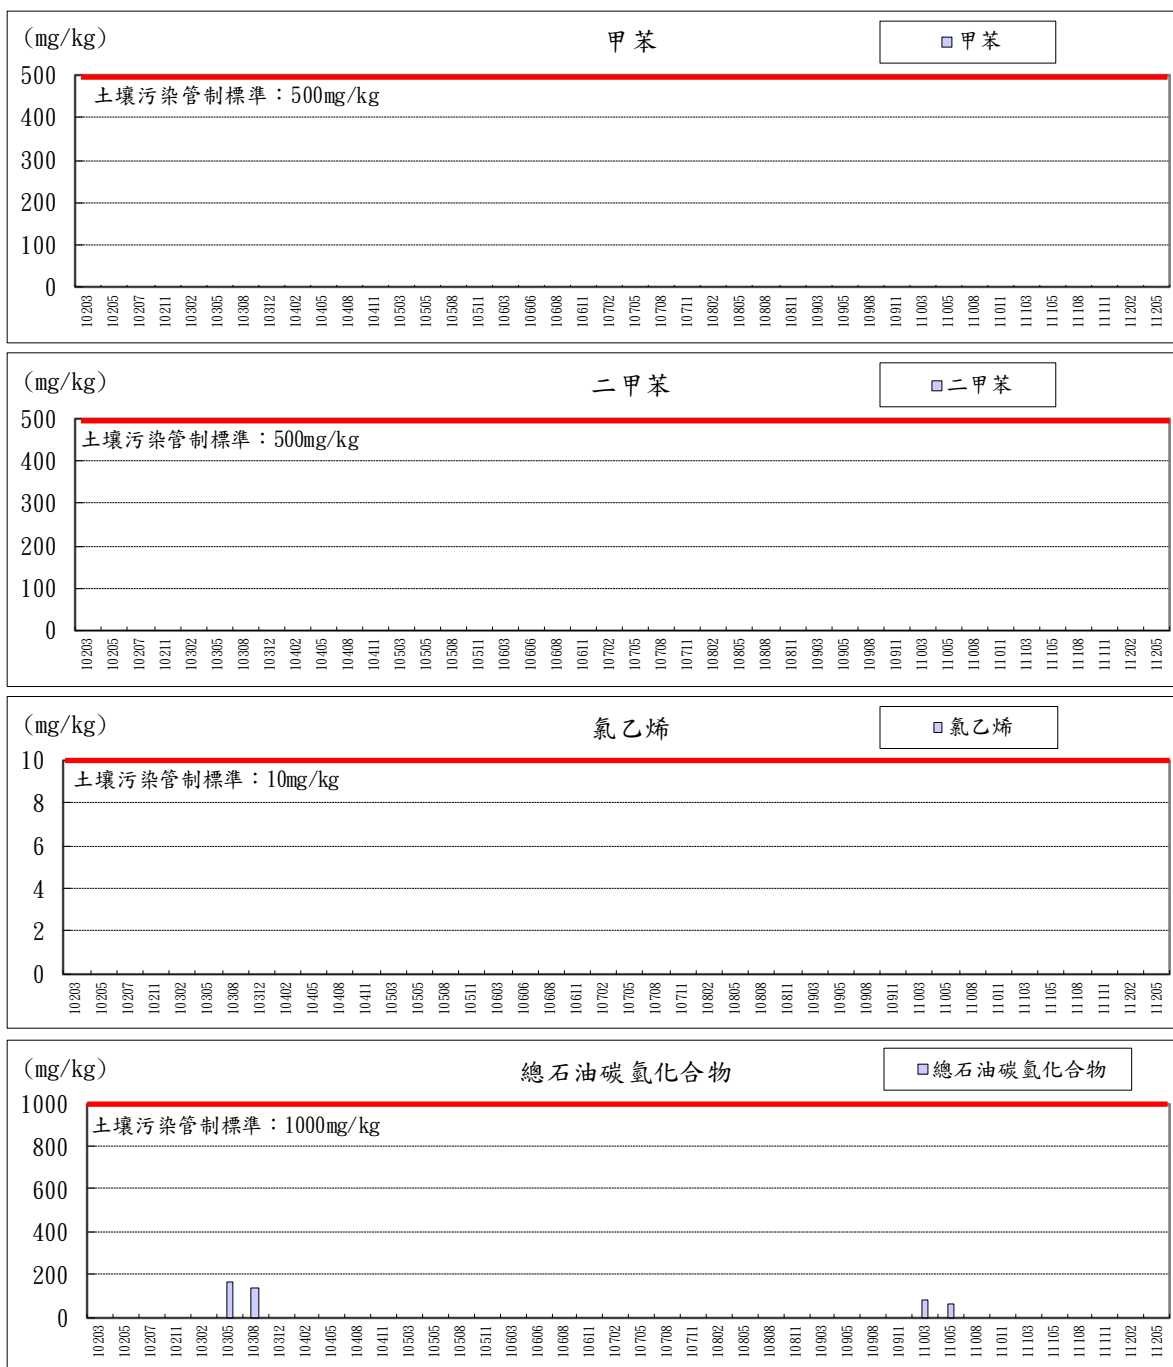 (mg/kg)
甲苯
甲苯
500
土壤污染管制標準：500mg/kg
400
300
200
100
0
10203 10205 10207 10211 10302 10305 10308 10312 10402 10405 10408 10411 10503 10505 10508 10511 10603 10606 10608 10611 10702 10705 10708 10711 10802 10805 10808 10811 10903 10905 10908 10911 11003 11005 11008 11011 11103 11105 11108 11111 11202 11205
(mg/kg)
二甲苯
二甲苯
500
土壤污染管制標準：500mg/kg
400
300
200
100
0
10203 10205 10207 10211 10302 10305 10308 10312 10402 10405 10408 10411 10503 10505 10508 10511 10603 10606 10608 10611 10702 10705 10708 10711 10802 10805 10808 10811 10903 10905 10908 10911 11003 11005 11008 11011 11103 11105 11108 11111 11202 11205
(mg/kg)
氯乙烯
氯乙烯
10
土壤污染管制標準：10mg/kg
8
6
4
2
0
10203 10205 10207 10211 10302 10305 10308 10312 10402 10405 10408 10411 10503 10505 10508 10511 10603 10606 10608 10611 10702 10705 10708 10711 10802 10805 10808 10811 10903 10905 10908 10911 11003 11005 11008 11011 11103 11105 11108 11111 11202 11205
(mg/kg)
總石油碳氫化合物
總石油碳氫化合物
1000
土壤污染管制標準：1000mg/kg
800
600
400
200
0
10203 10205 10207 10211 10302 10305 10308 10312 10402 10405 10408 10411 10503 10505 10508 10511 10603 10606 10608 10611 10702 10705 10708 10711 10802 10805 10808 10811 10903 10905 10908 10911 11003 11005 11008 11011 11103 11105 11108 11111 11202 11205